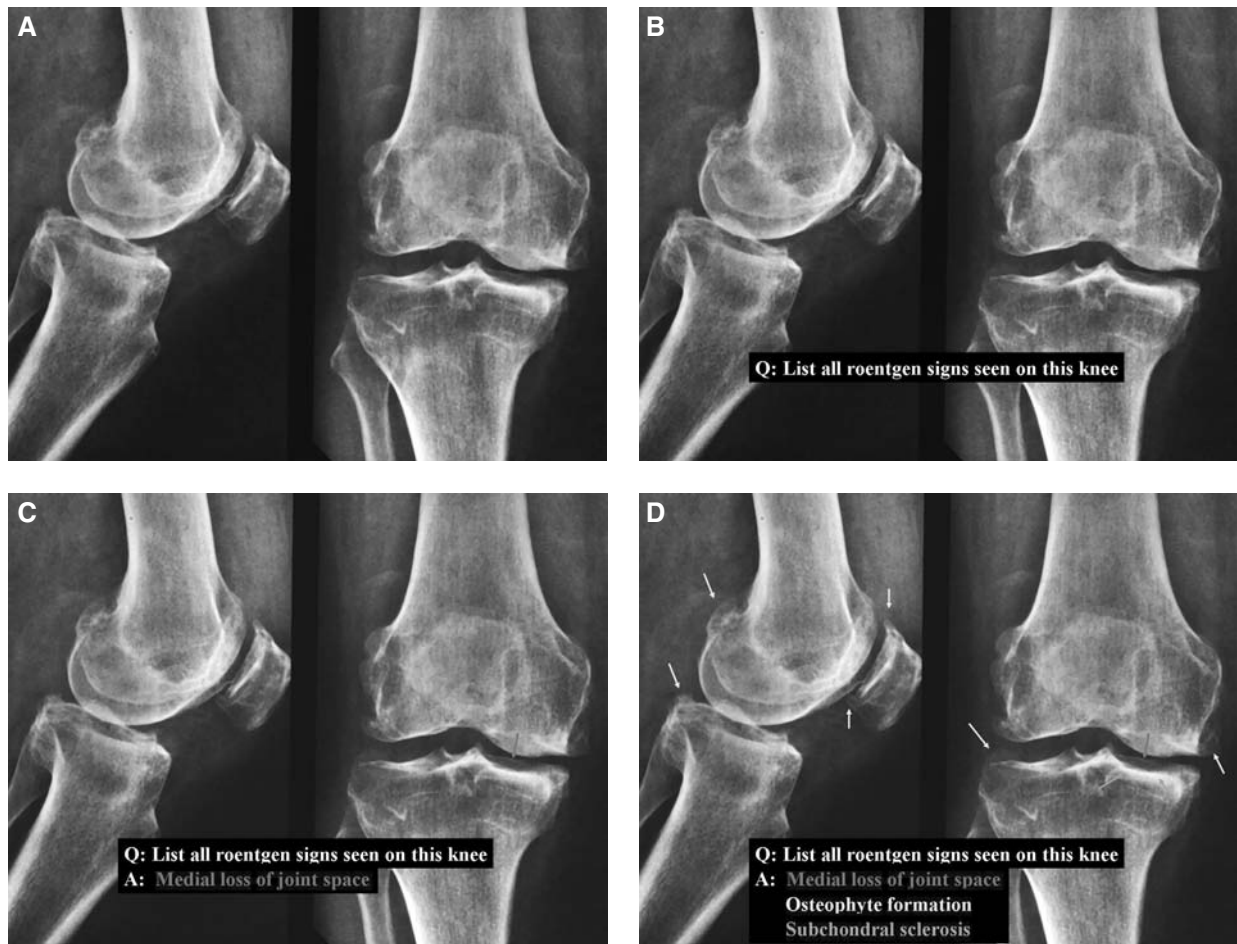 A
B
Q: List all roentgen signs seen on this knee
C
Q: List all roentgen signs seen on this knee
A: Medial loss of joint space
D
Q: List all roentgen signs seen on this knee
A: Medial loss of joint space
Osteophyte formation
Subchondral sclerosis